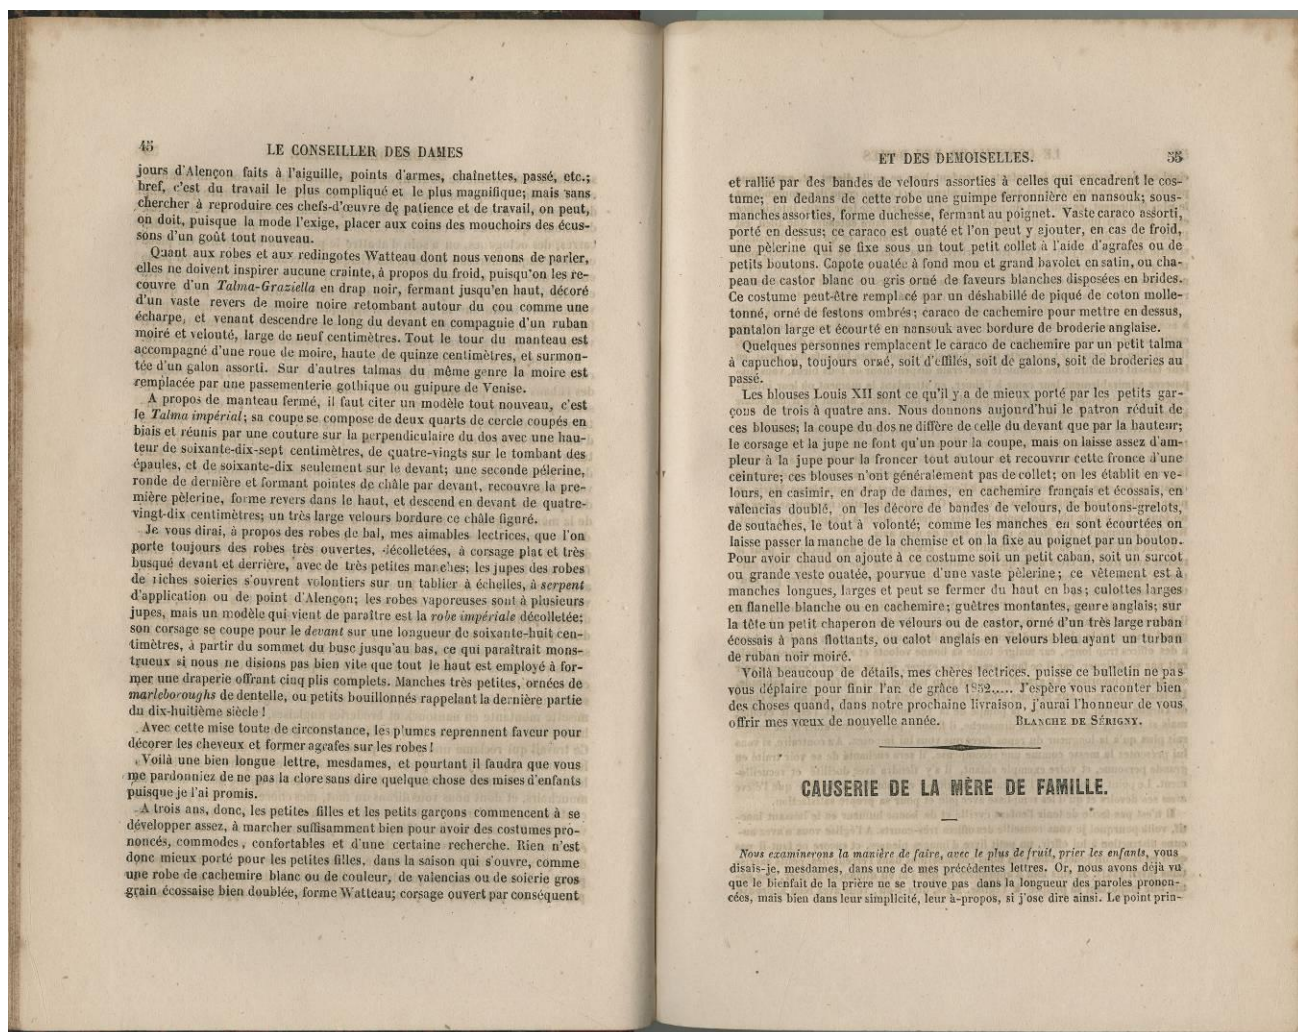 45
LE CONSEILLER DES DAMES
jours d'Alençon faits à l'aiguille, points d'armes, chaînettes, passé, etc.;
bref, c'est du travail le plus compliqué et le plus magnifique; mais sans
chercher à reproduire ces chefs-d'œuvre de patience et de travail, on peut,
on doit, puisque la mode l'exige, placer aux coins des mouchoirs des écus-
sons d'un goût tout nouveau.
Quant aux robes et aux redingotes Watteau dont nous venons de parler,
elles ne doivent inspirer aucune crainte, à propos du froid, puisqu'on les re-
couvre d'un Talma-Graziella en drap noir, fermant jusqu'en haut, décoré
d'un vaste revers de moire noire retombant autour du cou comme une
écharpe, et venant descendre le long du devant en compagnie d'un ruban
moiré et velouté, large de neuf centimètres. Tout le tour du manteau est
accompagné d'une roue de moire, haute de quinze centimètres, et surmon-
tée d'un galon assorti. Sur d'autres talmas du même genre la moire est
remplacée par une passementerie gothique ou guipure de Venise.
A propos de manteau fermé, il faut citer un modèle tout nouveau, c'est
le Talma impérial; sa coupe se compose de deux quarts de cercle coupés en
biais et réunis par une couture sur la perpendiculaire du dos avec une hau-
teur de soixante-dix-sept centimètres, de quatre-vingts sur le tombant des
épaules, et de soixante-dix seulement sur le devant; une seconde pélerine,
ronde de dernière et formant pointes de châle par devant, recouvre la pre-
mière pèlerine, forme revers dans le haut, et descend en devant de quatre-
vingt-dix centimètres; un très large velours bordure ce châle figuré.
Je vous dirai, à propos des robes de bal, mes aimables lectrices, que l'on
porte toujours des robes très ouvertes, décolletées, à corsage plat et très
busqué devant et derrière, avec de très petites manches; les jupes des robes
de riches soieries s'ouvrent volontiers sur un tablier à échelles, à serpent
d'application ou de point d'Alençon; les robes vaporeuses sont à plusieurs
jupes, mais un modèle qui vient de paraître est la robe impériale décolletée;
son corsage se coupe pour le devant sur une longueur de soixante-huit cen-
timètres, à partir du sommet du busc jusqu'au bas, ce qui paraîtrait mons-
trueux si nous ne disions pas bien vite que tout le haut est employé à for-
mer une draperie offrant cinq plis complets. Manches très petites, ornées de
marleboroughs de dentelle, ou petits bouillonnés rappelant la dernière partie
du dix-huitième siècle!
Avec cette mise toute de circonstance, les plumes reprennent faveur pour
décorer les cheveux et former agrafes sur les robes!
Voilà une bien longue lettre, mesdames, et pourtant il faudra que vous
me pardonniez de ne pas la clore sans dire quelque chose des mises d'enfants
puisque je l'ai promis.
A trois ans, donc, les petites filles et les petits garçons commencent à se
développer assez, à marcher suffisamment bien pour avoir des costumes pro-
noncés, commodes, confortables et d'une certaine recherche. Rien n'est
donc mieux porté pour les petites filles, dans la saison qui s'ouvre, comme
une robe de cachemire blanc ou de couleur, de valencias ou de soierie gros
grain écossaise bien doublée, forme Watteau; corsage ouvert par conséquent
ET DES DEMOISELLES.
55
et rallié par des bandes de velours assorties à celles qui encadrent le cos-
tume; en dedans de cette robe une guimpe ferronnière en nansouk; sous-
manches assorties, forme duchesse, fermant au poignet. Vaste caraco assorti,
porté en dessus; ce caraco est ouaté et l'on peut y ajouter, en cas de froid,
une pèlerine qui se fixe sous un tout petit collet à l'aide d'agrafes ou de
petits boutons. Capote ouatée à fond mou et grand bavolet en satin, ou cha-
peau de castor blanc ou gris orné de faveurs blanches disposées en brides.
Ce costume peut-être remplacé par un déshabillé de piqué de coton molle-
tonné, orné de festons ombrés; caraco de cachemire pour mettre en dessus,
pantalon large et écourté en nansouk avec bordure de broderie anglaise.
Quelques personnes remplacent le caraco de cachemire par un petit talma
à capuchon, toujours orné, soit d'effilés, soit de galons, soit de broderies au
passé.
Les blouses Louis XII sont ce qu'il y a de mieux porté par les petits gar-
çons de trois à quatre ans. Nous donnons aujourd'hui le patron réduit de
ces blouses; la coupe du dos ne diffère de celle du devant que par la hauteur;
le corsage et la jupe ne font qu'un pour la coupe, mais on laisse assez d'am-
pleur à la jupe pour la froncer tout autour et recouvrir cette fronce d'une
ceinture; ces blouses n'ont généralement pas de collet; on les établit en ve-
lours, en casimir, en drap de dames, en cachemire français et écossais, en
valencias doublé, on les décore de bandes de velours, de boutons-grelots,
de soutaches, le tout à volonté; comme les manches en sont écourtées on
laisse passer la manche de la chemise et on la fixe au poignet par un bouton.
Pour avoir chaud on ajoute à ce costume soit un petit caban, soit un surcot
ou grande veste ouatée, pourvue d'une vaste pèlerine; ce vêtement est à
manches longues, larges et peut se fermer du haut en bas; culottes larges
en flanelle blanche ou en cachemire; guêtres montantes, genre anglais; sur
la tête un petit chaperon de velours ou de castor, orné d'un très large ruban
écossais à pans flottants, ou calot anglais en velours bleu ayant un turban
de ruban noir moiré.
Voilà beaucoup de détails, mes chères lectrices, puisse ce bulletin ne pas
vous déplaire pour finir l'an de grâce 1852..... J'espère vous raconter bien
des choses quand, dans notre prochaine livraison, j'aurai l'honneur de vous
offrir mes vœux de nouvelle année. BLANCHE DE SÉRIGNY.
CAUSERIE DE LA MÈRE DE FAMILLE.
Nous examinerons la manière de faire, avec le plus de fruit, prier les enfants, vous
disais-je, mesdames, dans une de mes précédentes lettres. Or, nous avons déjà vu
que le bienfait de la prière ne se trouve pas dans la longueur des paroles pronon-
cées, mais bien dans leur simplicité, leur à-propos, si j'ose dire ainsi. Le point prin-